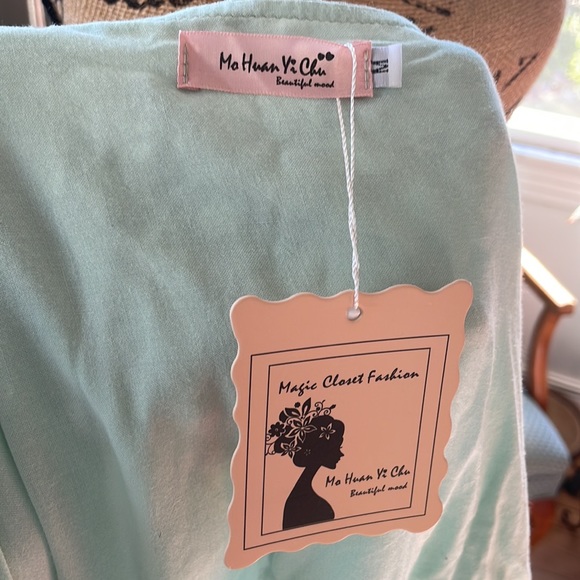 Mo Huan Yi Chu
Beautiful mood
Magic Closet Fashion
Mo Huan Yi Chu
Beautiful mood